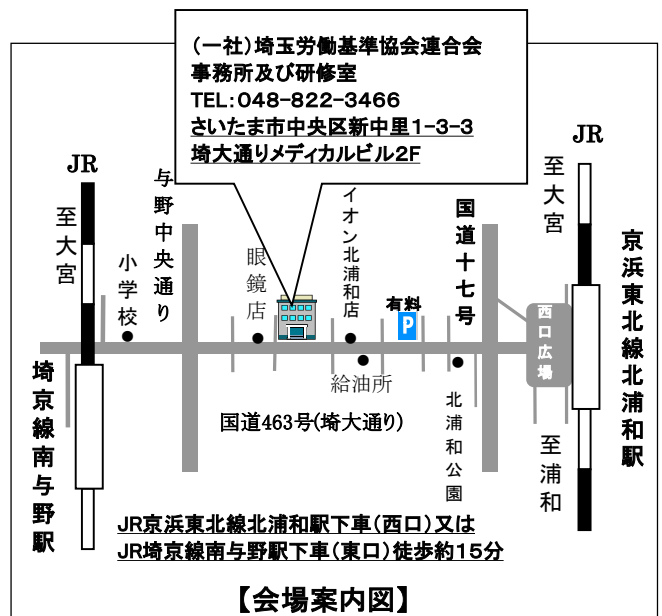 (一社)埼玉労働基準協会連合会
事務所及び研修室
TEL:048-822-3466
さいたま市中央区新中里1-3-3
埼大通りメディカルビル2F
JR
至大宮
小学校
与野中央通り
眼鏡店
イオン北浦和店
有料
P
国道十七号
JR
至大宮
京浜東北線北浦和駅
西口広場
給油所
北浦和公園
至浦和
埼京線南与野駅
国道463号(埼大通り)
JR京浜東北線北浦和駅下車(西口)又は
JR埼京線南与野駅下車(東口)徒歩約15分
【会場案内図】